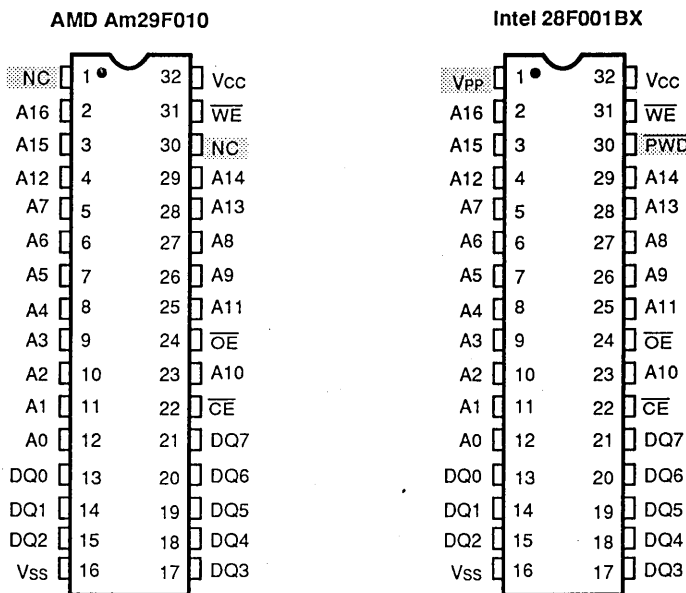 AMD Am29F010
NC 1 32 Vcc
A16 2 31 WE
A15 3 30 NC
A12 4 29 A14
A7 5 28 A13
A6 6 27 A8
A5 7 26 A9
A4 8 25 A11
A3 9 24 OE
A2 10 23 A10
A1 11 22 CE
A0 12 21 DQ7
DQ0 13 20 DQ6
DQ1 14 19 DQ5
DQ2 15 18 DQ4
Vss 16 17 DQ3
Intel 28F001BX
VPP 1 32 Vcc
A16 2 31 WE
A15 3 30 PWD
A12 4 29 A14
A7 5 28 A13
A6 6 27 A8
A5 7 26 A9
A4 8 25 A11
A3 9 24 OE
A2 10 23 A10
A1 11 22 CE
A0 12 21 DQ7
DQ0 13 20 DQ6
DQ1 14 19 DQ5
DQ2 15 18 DQ4
Vss 16 17 DQ3